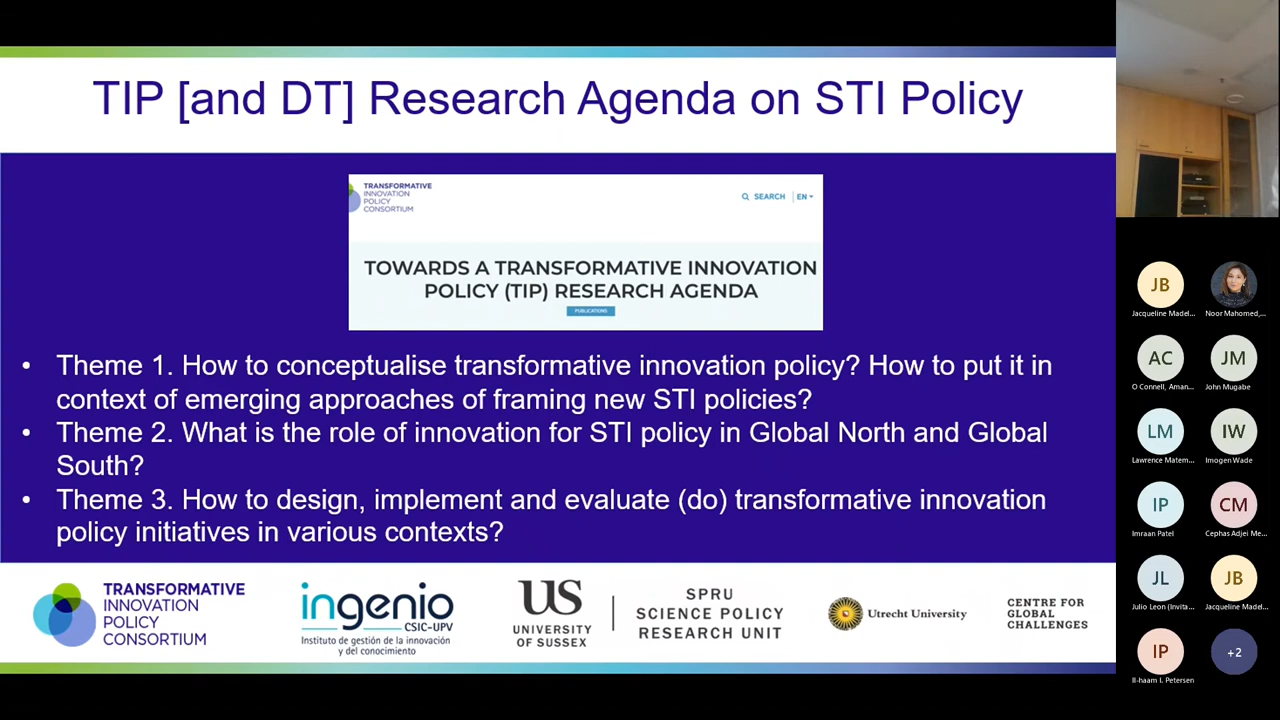 TIP [and DT] Research Agenda on STI Policy
TRANSFORMATIVE
INNOVATION
POLICY
CONSORTIUM
SEARCH
EN
TOWARDS A TRANSFORMATIVE INNOVATION
POLICY (TIP) RESEARCH AGENDA
PUBLICATIONS
• Theme 1. How to conceptualise transformative innovation policy? How to put it in
context of emerging approaches of framing new STI policies?
• Theme 2. What is the role of innovation for STI policy in Global North and Global
South?
• Theme 3. How to design, implement and evaluate (do) transformative innovation
policy initiatives in various contexts?
TRANSFORMATIVE
INNOVATION
POLICY
CONSORTIUM
ingenio
CSIC-UPV
Instituto de gestión de la innovación
y del conocimiento
US
UNIVERSITY
OF SUSSEX
SPRU
SCIENCE POLICY
RESEARCH UNIT
Utrecht University
CENTRE FOR
GLOBAL
CHALLENGES
JB
Jacqueline Madel...
Noor Mahomed,...
AC
O Connell, Aman...
JM
John Mugabe
LM
Lawrence Matem...
IW
Imogen Wade
IP
Imraan Patel
CM
Cephas Adjei Me...
JL
Julio Leon (Invita...
JB
Jacqueline Madel...
IP
Il-haam I. Petersen
+2